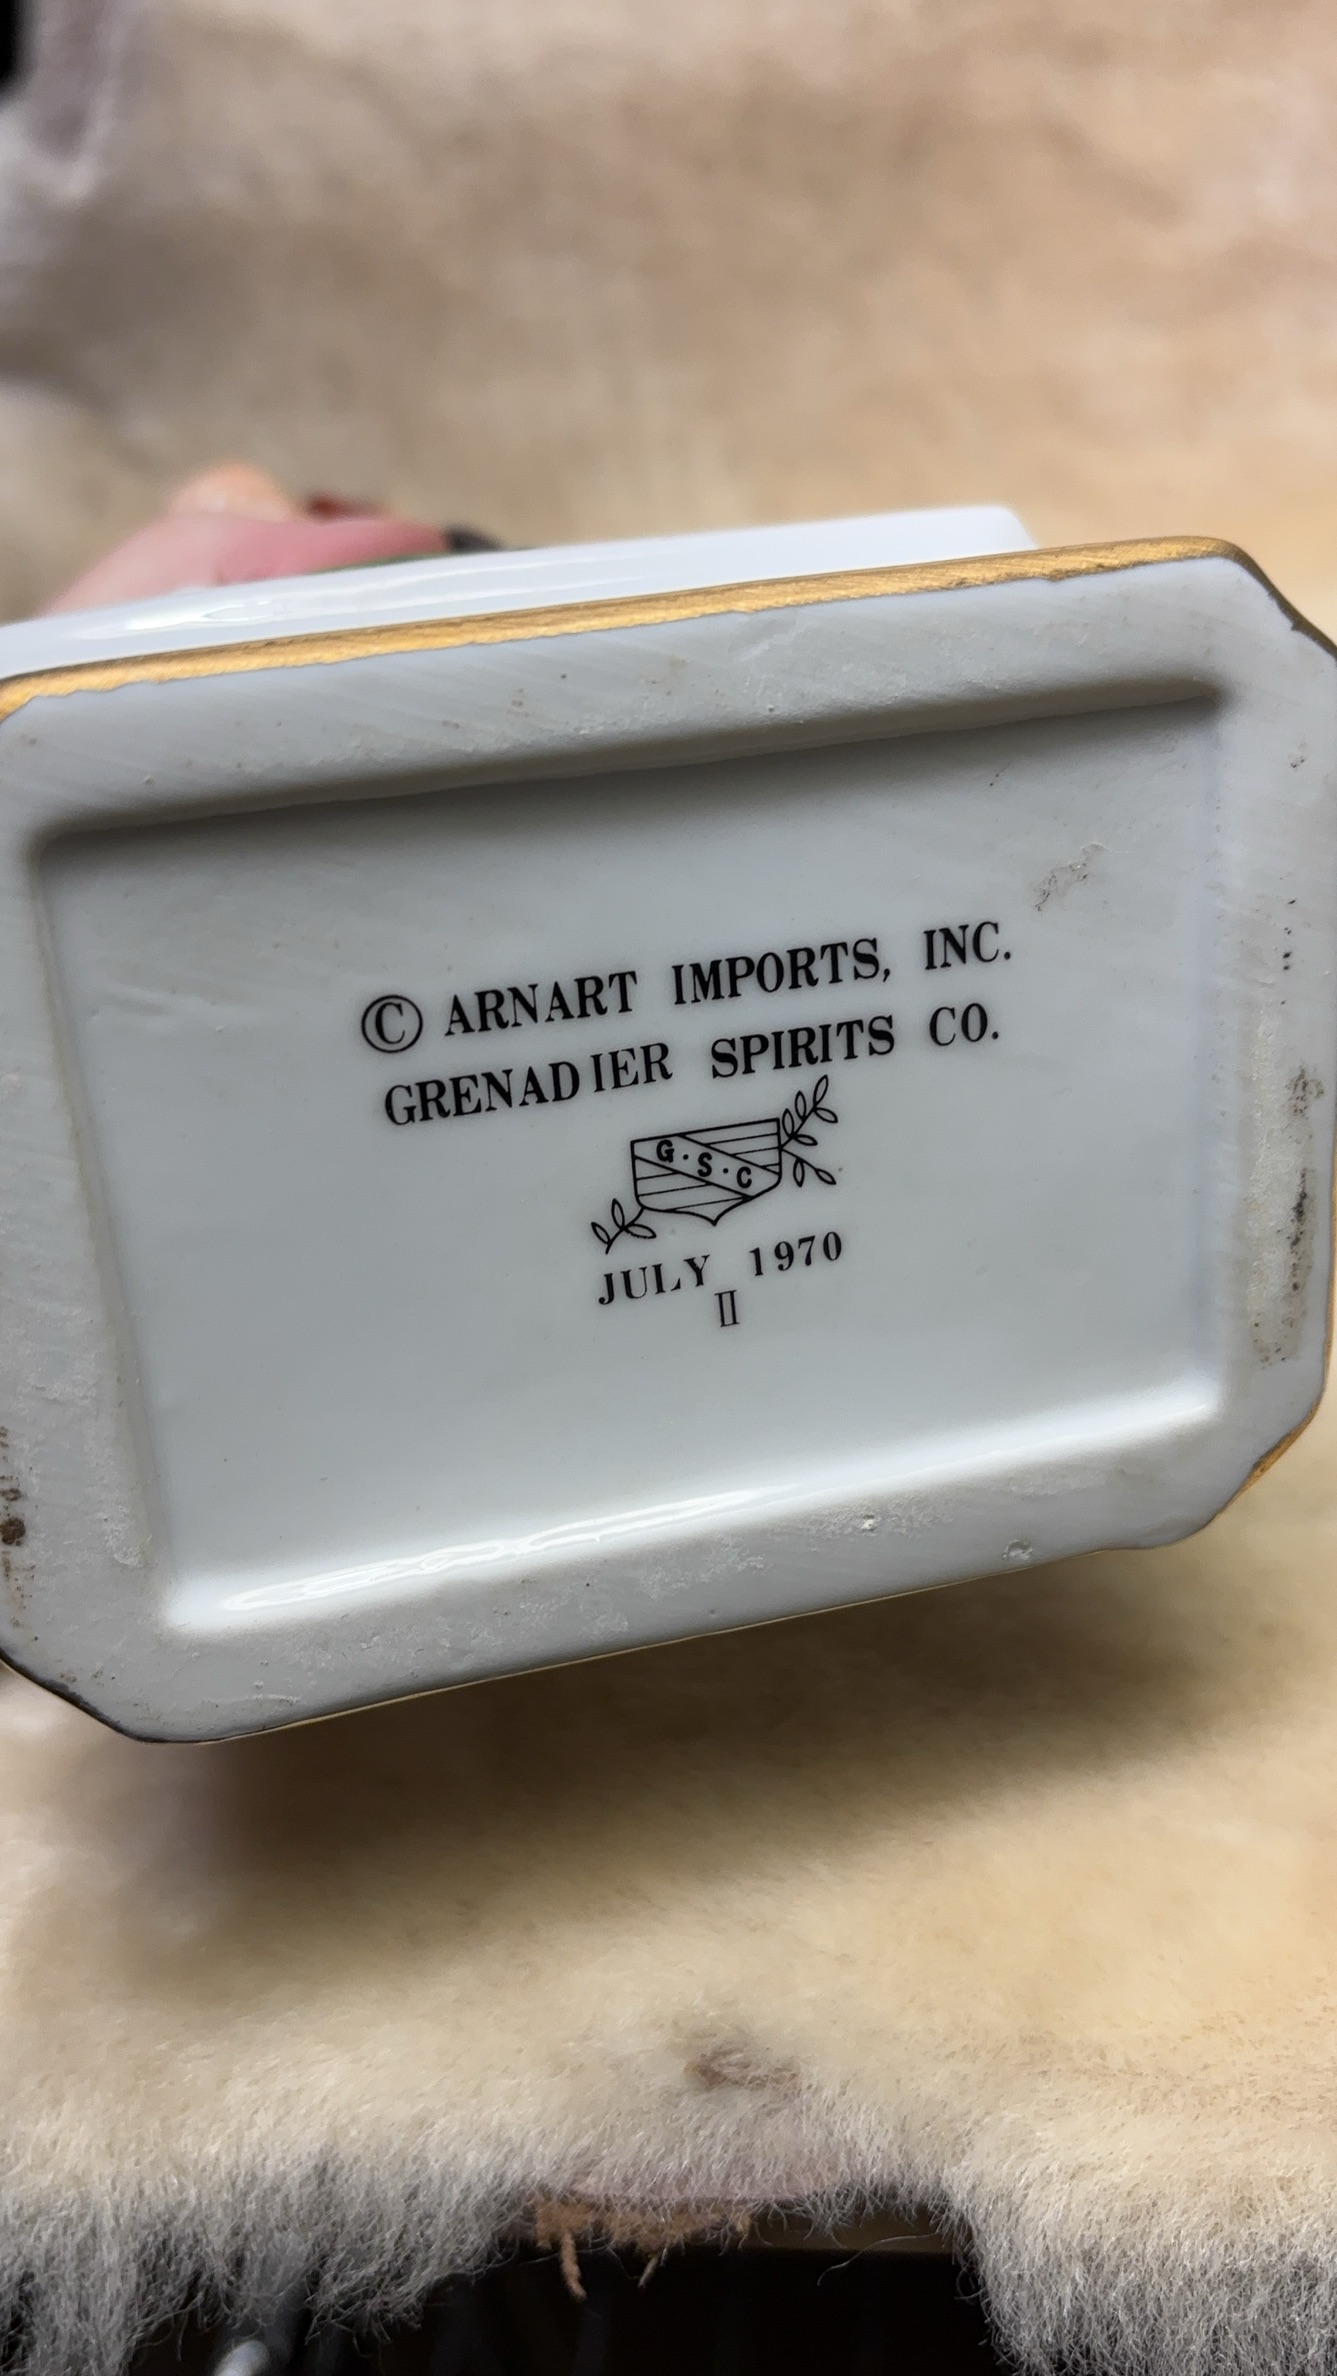 © ARNART IMPORTS, INC.
GRENADIER SPIRITS CO.
G·S·C
JULY 1970
II